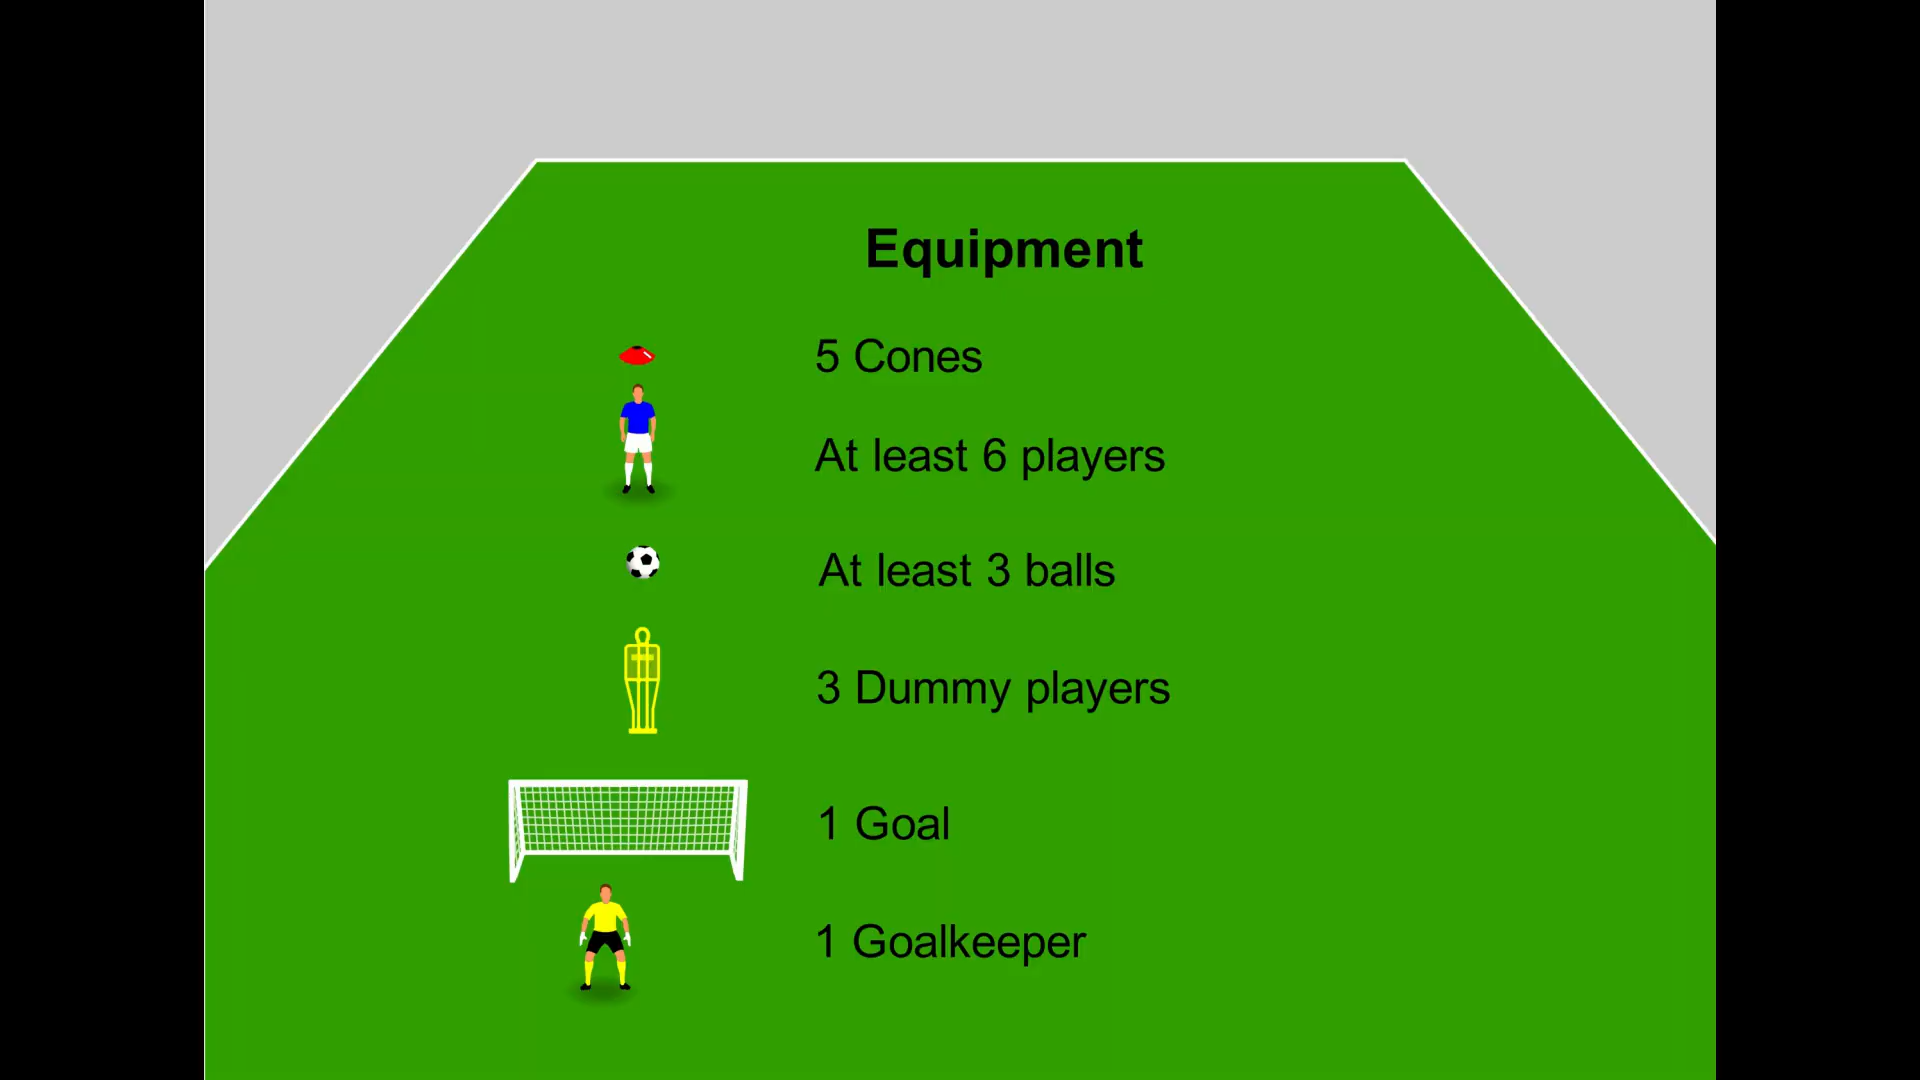 Equipment
5 Cones
At least 6 players
At least 3 balls
3 Dummy players
1 Goal
1 Goalkeeper